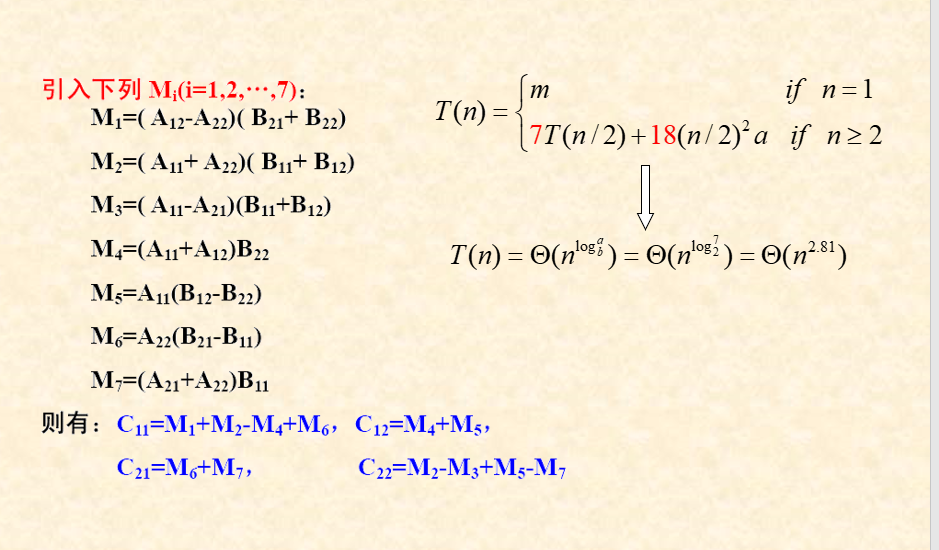 引入下列 Mᵢ(i=1,2,⋯,7):
M₁=( A₁₂-A₂₂)( B₂₁+ B₂₂)
M₂=( A₁₁+ A₂₂)( B₁₁+ B₁₂)
M₃=( A₁₁-A₂₁)(B₁₁+B₁₂)
M₄=(A₁₁+A₁₂)B₂₂
M₅=A₁₁(B₁₂-B₂₂)
M₆=A₂₂(B₂₁-B₁₁)
M₇=(A₂₁+A₂₂)B₁₁
则有：C₁₁=M₁+M₂-M₄+M₆，C₁₂=M₄+M₅，
C₂₁=M₆+M₇， C₂₂=M₂-M₃+M₅-M₇
T(n) = { m if n=1
7T(n/2)+18(n/2)²a if n≥2
T(n) = Θ(n^{log_b^a}) = Θ(n^{log_2^7}) = Θ(n^{2.81})